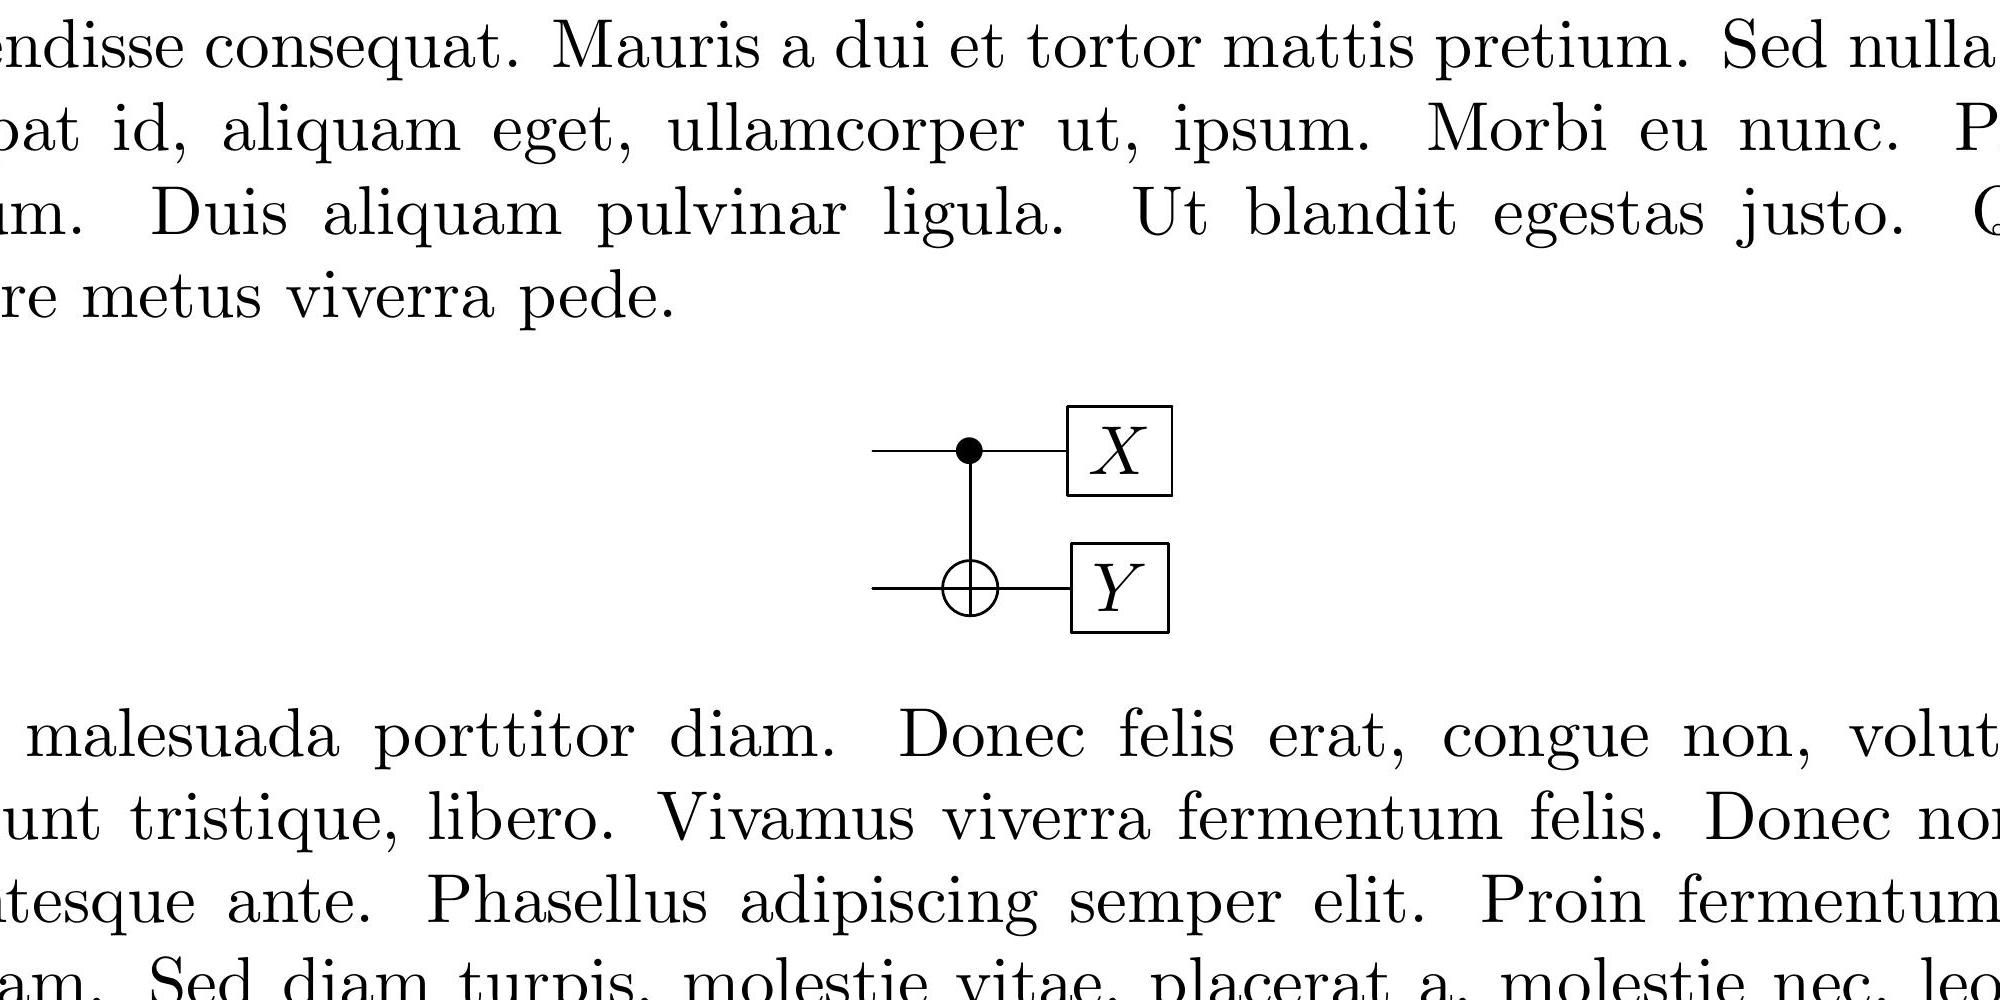 endisse consequat. Mauris a dui et tortor mattis pretium. Sed nulla
pat id, aliquam eget, ullamcorper ut, ipsum. Morbi eu nunc. P
um. Duis aliquam pulvinar ligula. Ut blandit egestas justo. Q
re metus viverra pede.
X
Y
malesuada porttitor diam. Donec felis erat, congue non, volut
unt tristique, libero. Vivamus viverra fermentum felis. Donec non
ntesque ante. Phasellus adipiscing semper elit. Proin fermentum
am. Sed diam turpis, molestie vitae, placerat a, molestie nec, leo